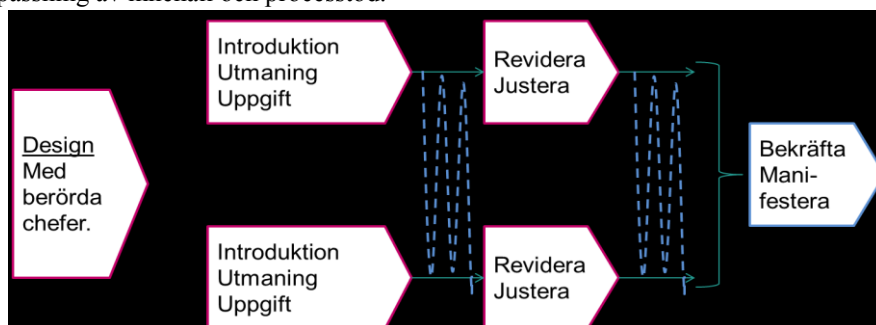 Design
Med
berörda
chefer.
Introduktion
Utmaning
Uppgift
Revidera
Justera
Introduktion
Utmaning
Uppgift
Revidera
Justera
Bekräfta
Mani-
festera